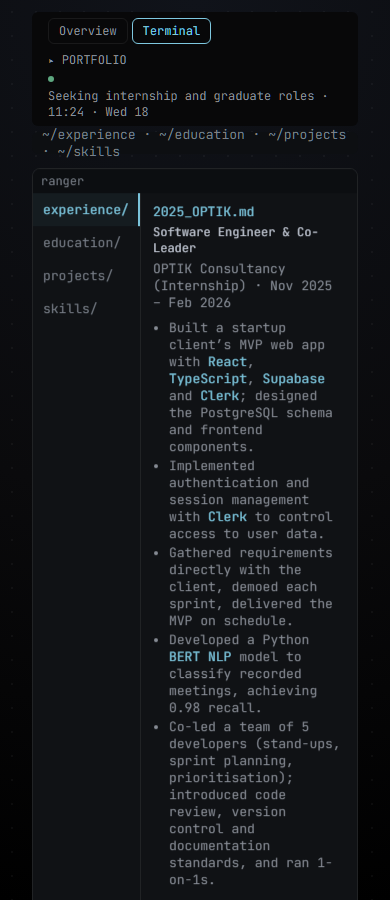 Overview Terminal
▸ PORTFOLIO
Seeking internship and graduate roles ·
11:24 · Wed 18
~/experience · ~/education · ~/projects
· ~/skills
ranger
experience/
education/
projects/
skills/
2025_OPTIK.md
Software Engineer & Co-
Leader
OPTIK Consultancy
(Internship) · Nov 2025
– Feb 2026
• Built a startup
client’s MVP web app
with React,
TypeScript, Supabase
and Clerk; designed
the PostgreSQL schema
and frontend
components.
• Implemented
authentication and
session management
with Clerk to control
access to user data.
• Gathered requirements
directly with the
client, demoed each
sprint, delivered the
MVP on schedule.
• Developed a Python
BERT NLP model to
classify recorded
meetings, achieving
0.98 recall.
• Co-led a team of 5
developers (stand-ups,
sprint planning,
prioritisation);
introduced code
review, version
control and
documentation
standards, and ran 1-
on-1s.